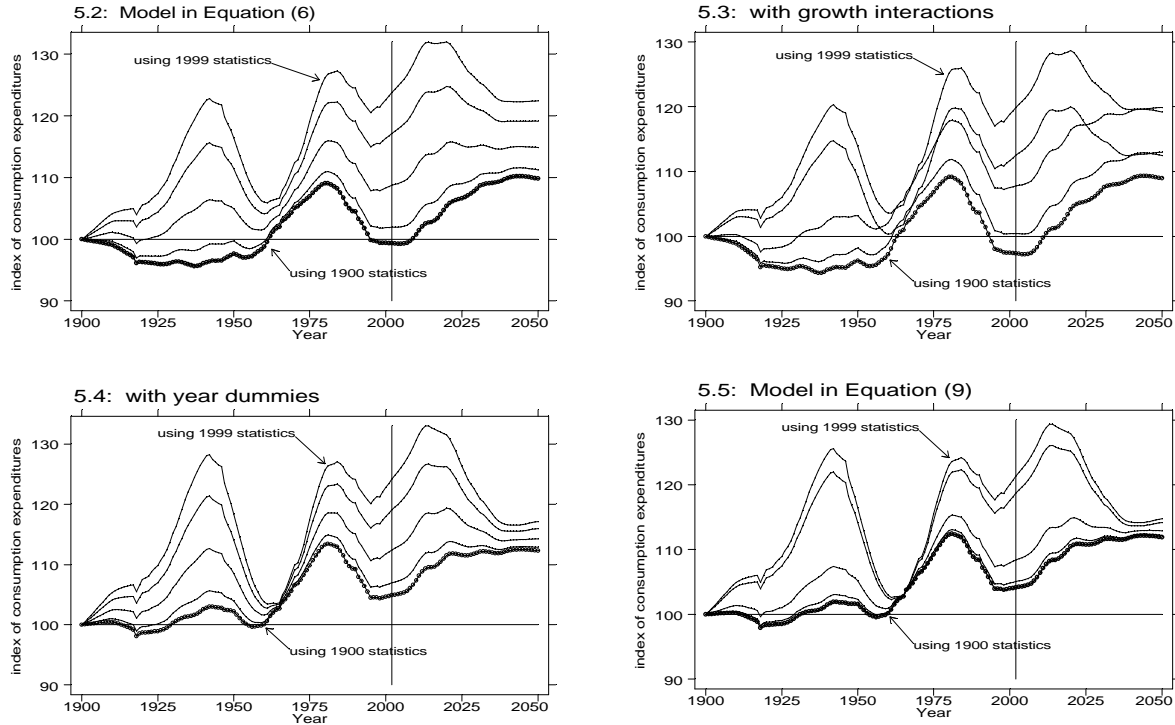 5.2: Model in Equation (6)
index of consumption expenditures
130
120
110
100
90
using 1999 statistics
using 1900 statistics
1900 1925 1950 1975 2000 2025 2050
Year
5.3: with growth interactions
index of consumption expenditures
130
120
110
100
90
using 1999 statistics
using 1900 statistics
1900 1925 1950 1975 2000 2025 2050
Year
5.4: with year dummies
index of consumption expenditures
130
120
110
100
90
using 1999 statistics
using 1900 statistics
1900 1925 1950 1975 2000 2025 2050
Year
5.5: Model in Equation (9)
index of consumption expenditures
130
120
110
100
90
using 1999 statistics
using 1900 statistics
1900 1925 1950 1975 2000 2025 2050
Year